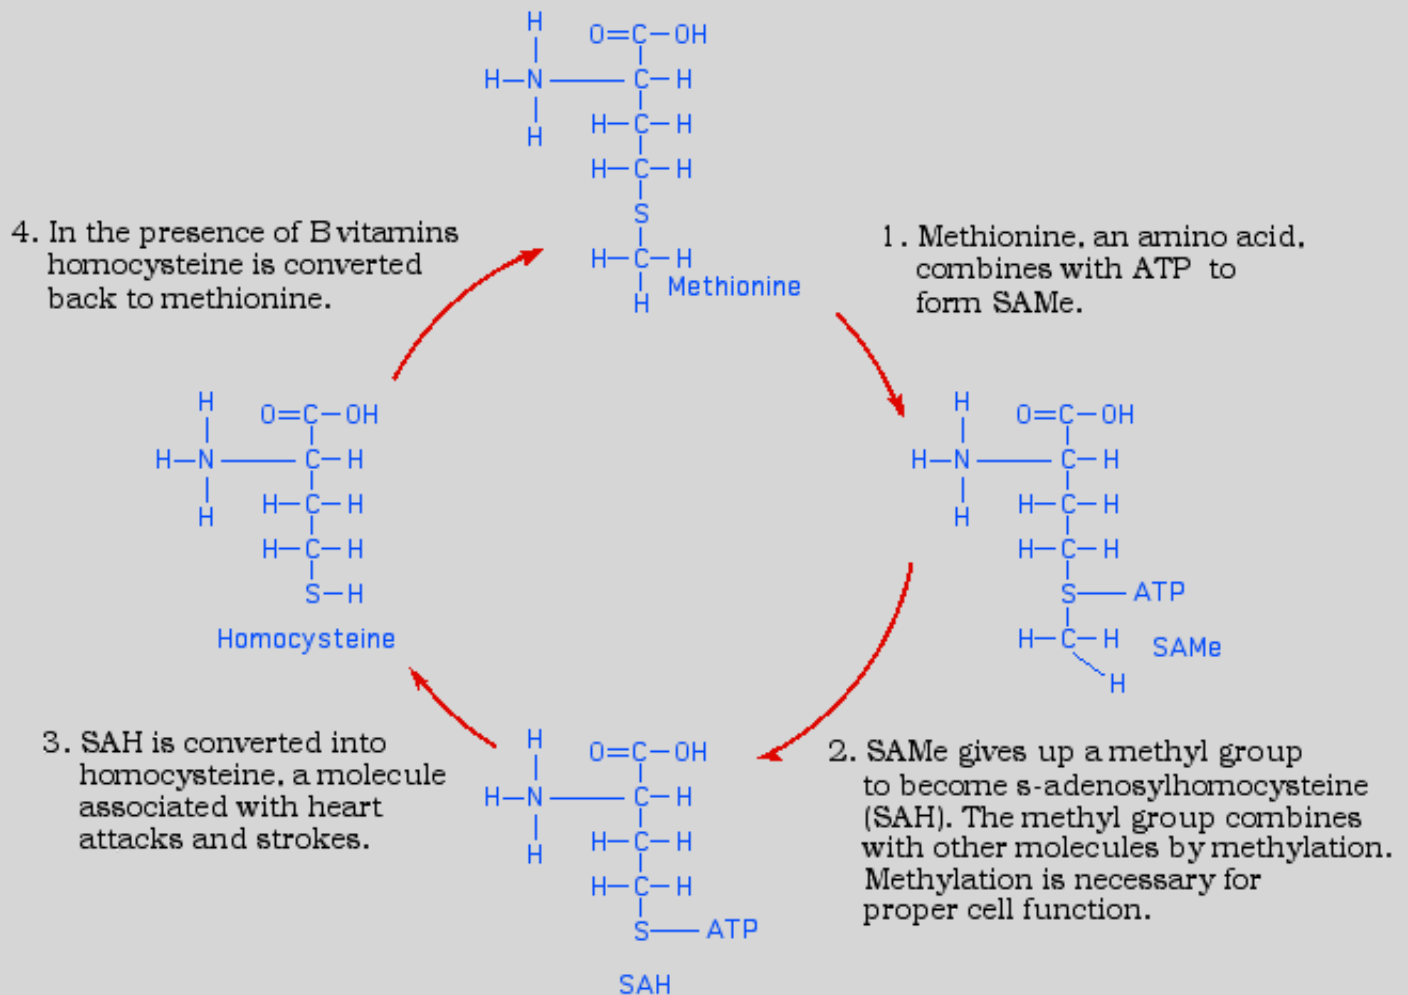 H
O=C—OH
H—N—C—H
H
H—C—H
H—C—H
S
H—C—H
H
Methionine
1. Methionine, an amino acid,
combines with ATP to
form SAMe.
H
O=C—OH
H—N—C—H
H
H—C—H
H—C—H
S—ATP
H—C—H
H
SAMe
2. SAMe gives up a methyl group
to become s-adenosylhomocysteine
(SAH). The methyl group combines
with other molecules by methylation.
Methylation is necessary for
proper cell function.
H
O=C—OH
H—N—C—H
H
H—C—H
H—C—H
S—ATP
SAH
3. SAH is converted into
homocysteine, a molecule
associated with heart
attacks and strokes.
H
O=C—OH
H—N—C—H
H
H—C—H
H—C—H
S—H
Homocysteine
4. In the presence of B vitamins
homocysteine is converted
back to methionine.